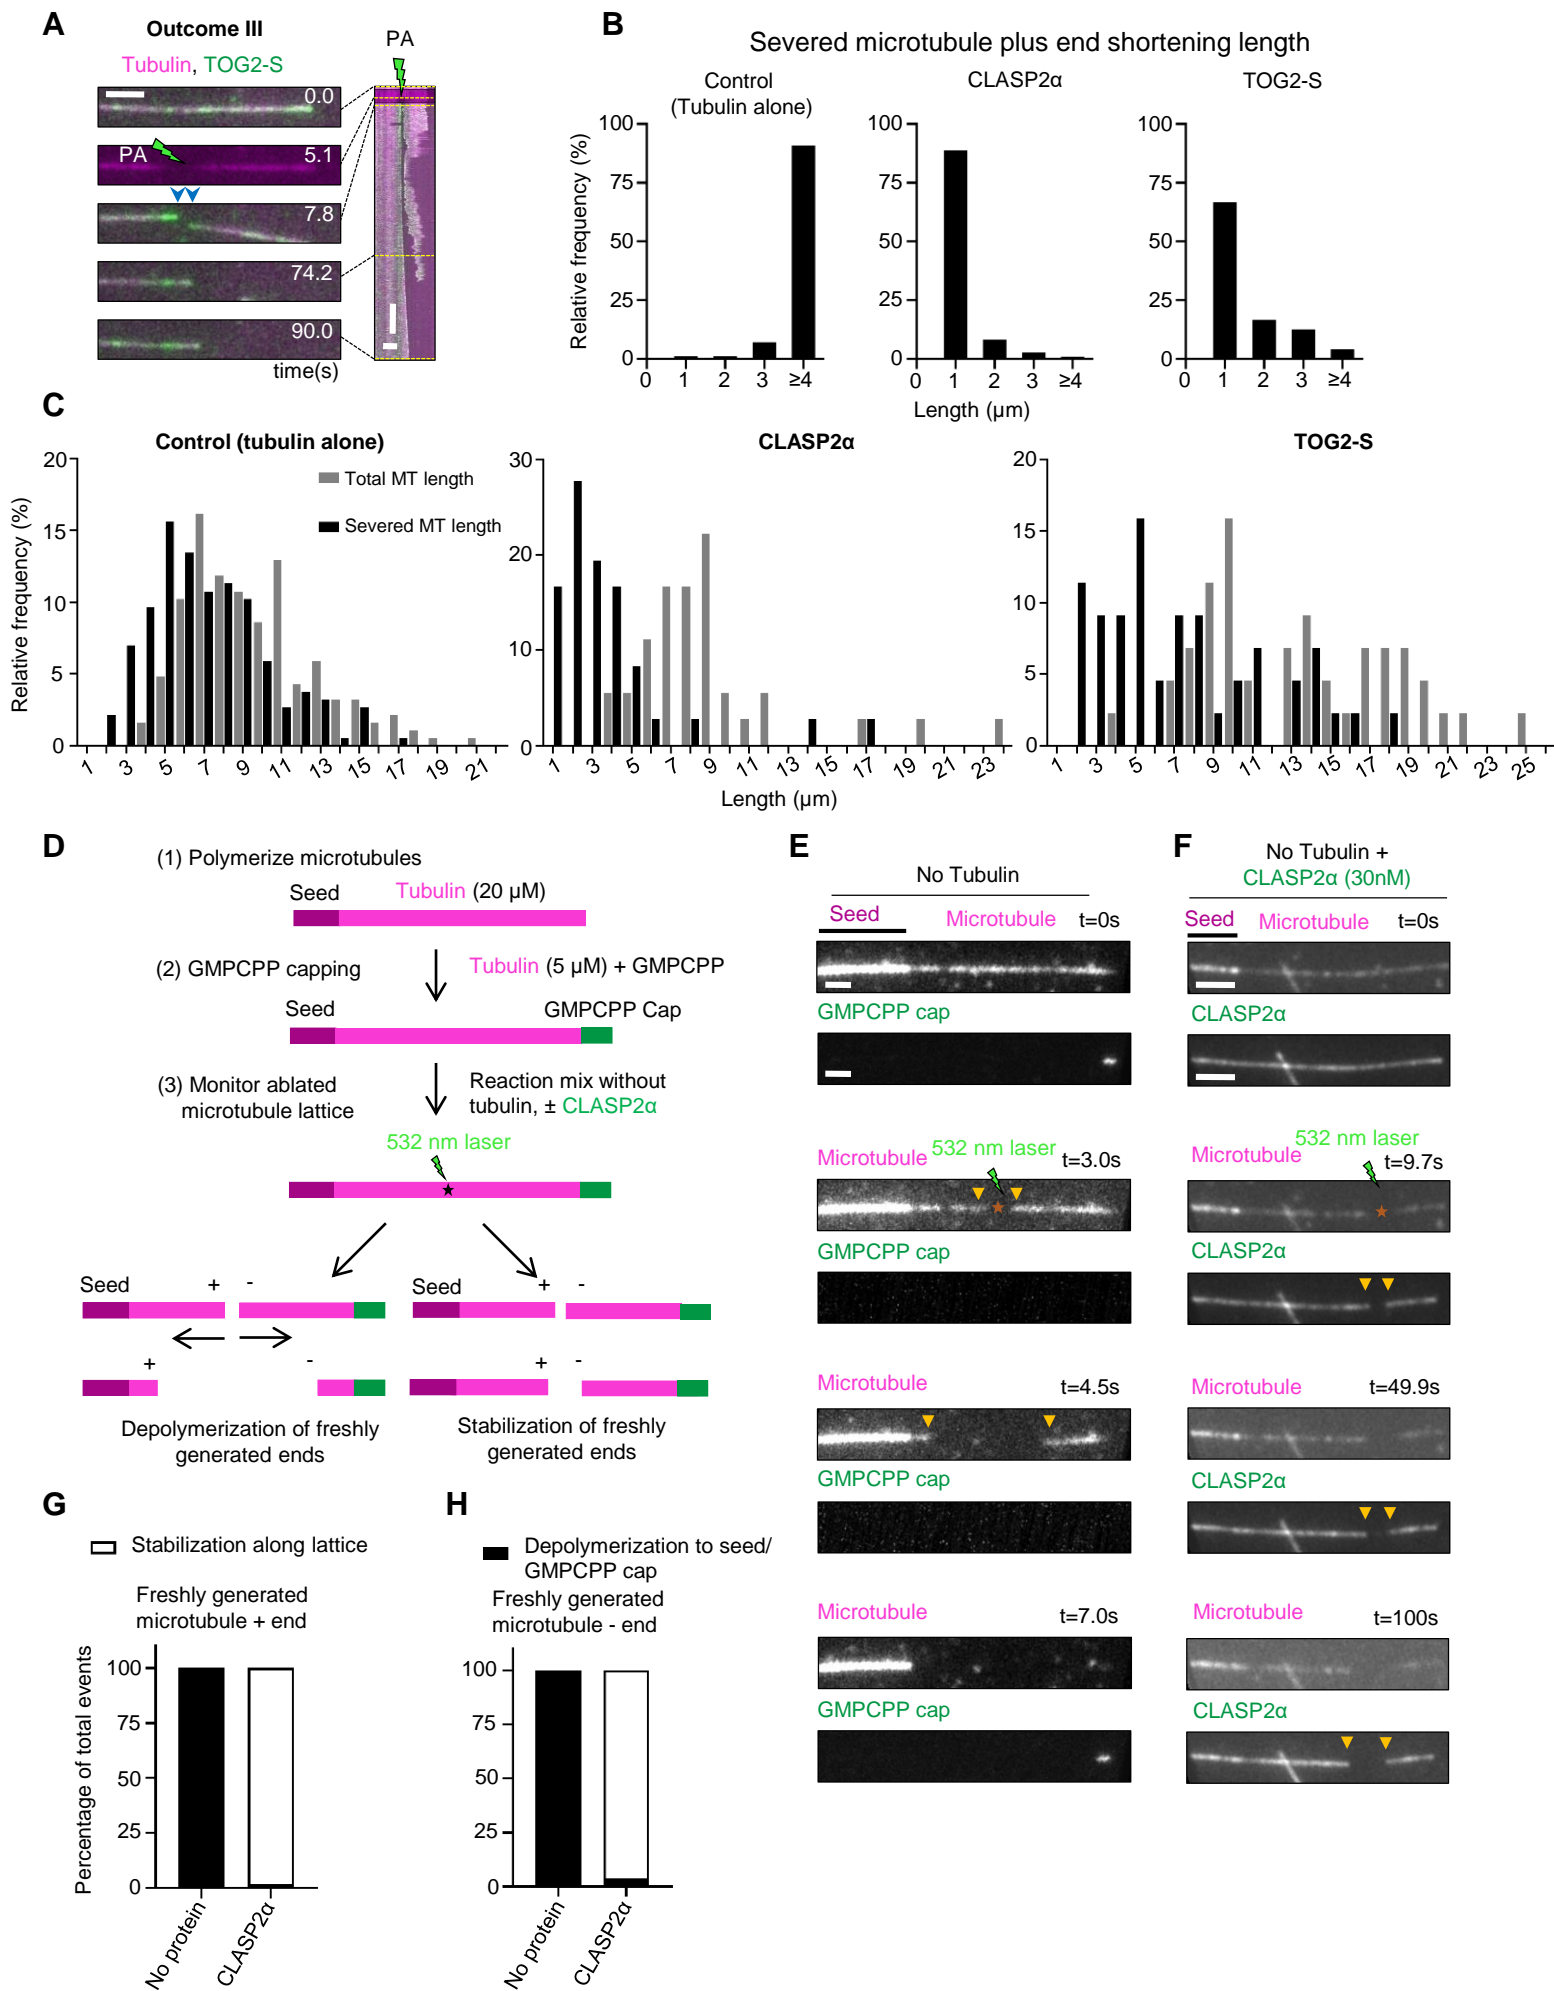 A
Outcome III
Tubulin, TOG2-S
PA
0.0
PA
5.1
7.8
74.2
90.0
time(s)
B
Severed microtubule plus end shortening length
Control
(Tubulin alone)
CLASP2α
TOG2-S
Relative frequency (%)
100
75
50
25
0
0 1 2 3 ≥4
100
75
50
25
0
0 1 2 3 ≥4
100
75
50
25
0
0 1 2 3 ≥4
Length (µm)
C
Control (tubulin alone)
Total MT length
Severed MT length
Relative frequency (%)
20
15
10
5
0
1 3 5 7 9 11 13 15 17 19 21
CLASP2α
30
20
10
0
1 3 5 7 9 11 13 15 17 19 21 23
TOG2-S
20
15
10
5
0
1 3 5 7 9 11 13 15 17 19 21 23 25
Length (µm)
D
(1) Polymerize microtubules
Seed
Tubulin (20 µM)
(2) GMPCPP capping
Tubulin (5 µM) + GMPCPP
Seed
GMPCPP Cap
(3) Monitor ablated
microtubule lattice
Reaction mix without
tubulin, ± CLASP2α
532 nm laser
Seed + -
Seed + -
+ -
+ -
Depolymerization of freshly
generated ends
Stabilization of freshly
generated ends
E
No Tubulin
Seed
Microtubule
t=0s
GMPCPP cap
Microtubule
532 nm laser
t=3.0s
GMPCPP cap
Microtubule
t=4.5s
GMPCPP cap
Microtubule
t=7.0s
GMPCPP cap
F
No Tubulin +
CLASP2α (30nM)
Seed
Microtubule
t=0s
CLASP2α
532 nm laser
Microtubule
t=9.7s
CLASP2α
Microtubule
t=49.9s
CLASP2α
Microtubule
t=100s
CLASP2α
G
Stabilization along lattice
Freshly generated
microtubule + end
Percentage of total events
100
75
50
25
0
No protein
CLASP2α
H
Depolymerization to seed/
GMPCPP cap
Freshly generated
microtubule - end
100
75
50
25
0
No protein
CLASP2α